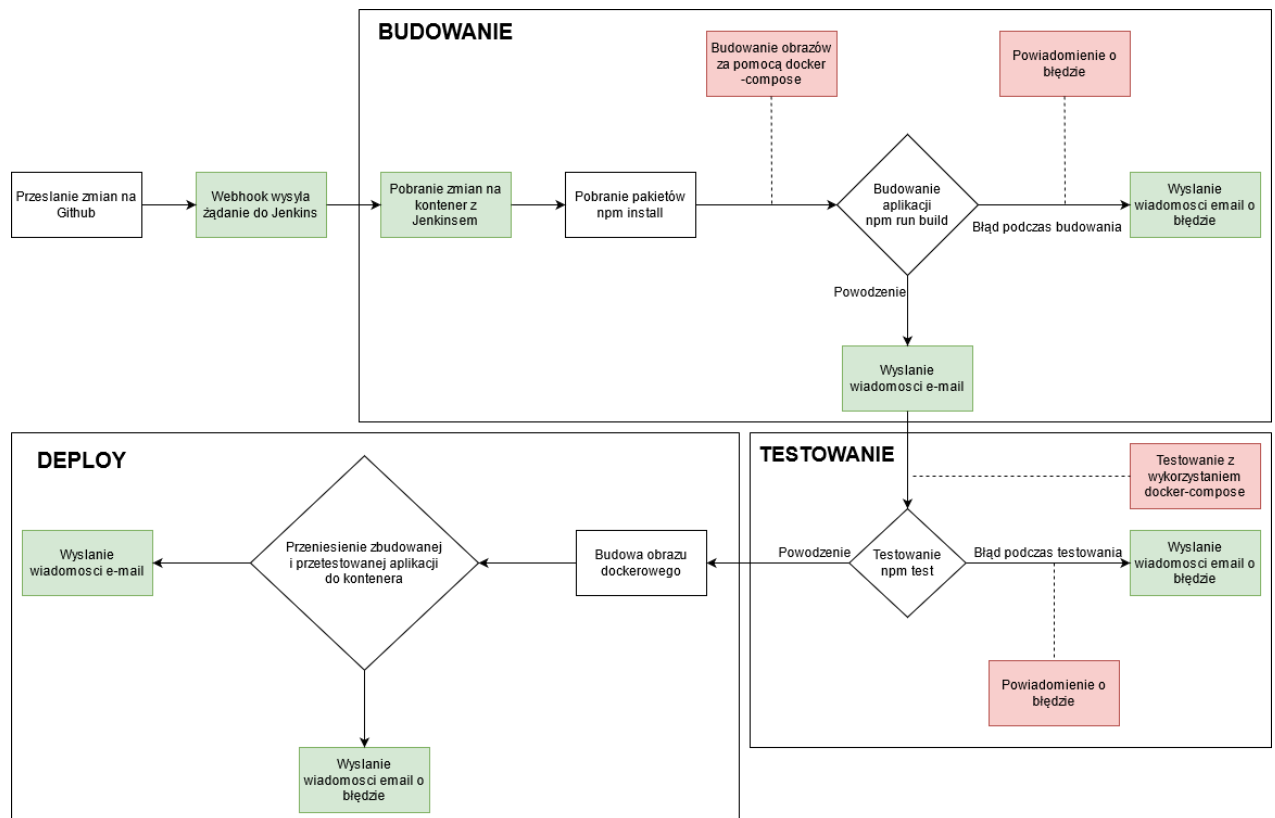 BUDOWANIE
Budowanie obrazów
za pomocą docker
-compose
Powiadomienie o
błędzie
Przeslanie zmian na
Github
Webhook wysyla
żądanie do Jenkins
Pobranie zmian na
kontener z
Jenkinsem
Pobranie pakietów
npm install
Budowanie
aplikacji
npm run build
Błąd podczas budowania
Wyslanie
wiadomosci email o
błędzie
Powodzenie
Wyslanie
wiadomosci e-mail
DEPLOY
TESTOWANIE
Testowanie z
wykorzystaniem
docker-compose
Wyslanie
wiadomosci e-mail
Przeniesienie zbudowanej
i przetestowanej aplikacji
do kontenera
Budowa obrazu
dockerowego
Powodzenie
Testowanie
npm test
Błąd podczas testowania
Wyslanie
wiadomosci email o
błędzie
Powiadomienie o
błędzie
Wyslanie
wiadomosci email o
błędzie